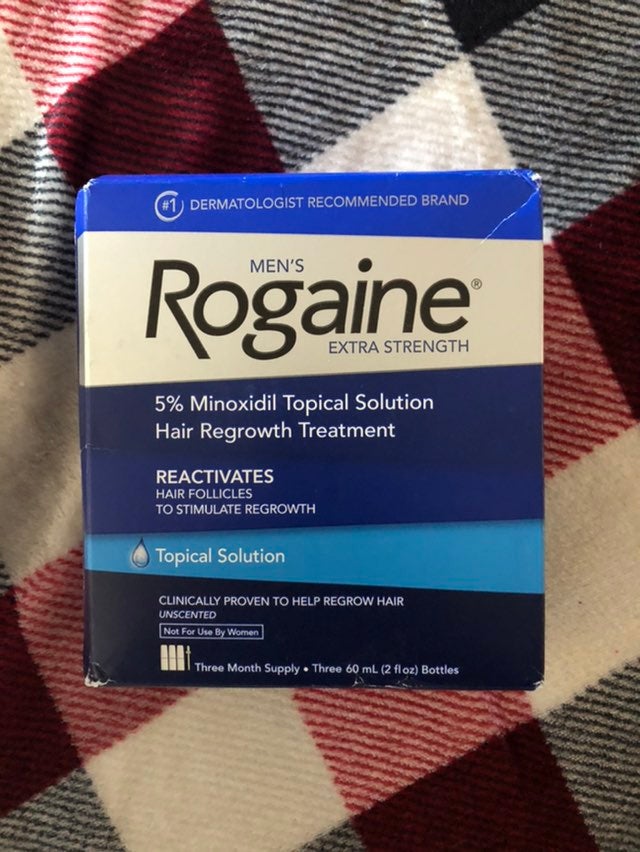 #1 DERMATOLOGIST RECOMMENDED BRAND
MEN'S
Rogaine®
EXTRA STRENGTH
5% Minoxidil Topical Solution
Hair Regrowth Treatment
REACTIVATES
HAIR FOLLICLES
TO STIMULATE REGROWTH
Topical Solution
CLINICALLY PROVEN TO HELP REGROW HAIR
UNSCENTED
Not For Use By Women
Three Month Supply • Three 60 mL (2 fl oz) Bottles